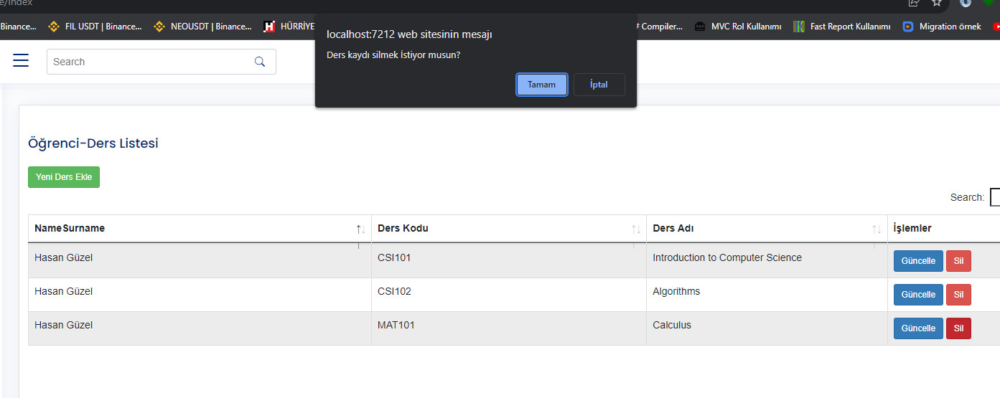 e/Index
Binance...
FIL USDT | Binance...
NEOUSDT | Binance...
HÜRRİYE
# Compiler...
MVC Rol Kullanımı
Fast Report Kullanımı
Migration örnek
localhost:7212 web sitesinin mesajı
Ders kaydı silmek İstiyor musun?
Tamam
İptal
Search
Öğrenci-Ders Listesi
Yeni Ders Ekle
Search:
NameSurname
Ders Kodu
Ders Adı
İşlemler
Hasan Güzel
CSI101
Introduction to Computer Science
Güncelle
Sil
Hasan Güzel
CSI102
Algorithms
Güncelle
Sil
Hasan Güzel
MAT101
Calculus
Güncelle
Sil